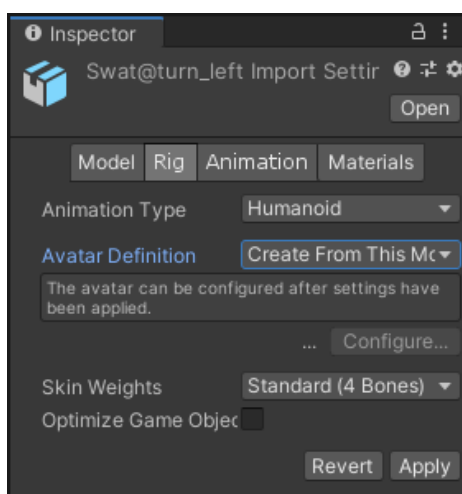 Inspector
Swat@turn_left Import Settir
Open
Model Rig Animation Materials
Animation Type Humanoid
Avatar Definition Create From This Mc
The avatar can be configured after settings have
been applied.
... Configure...
Skin Weights Standard (4 Bones)
Optimize Game Objec
Revert Apply